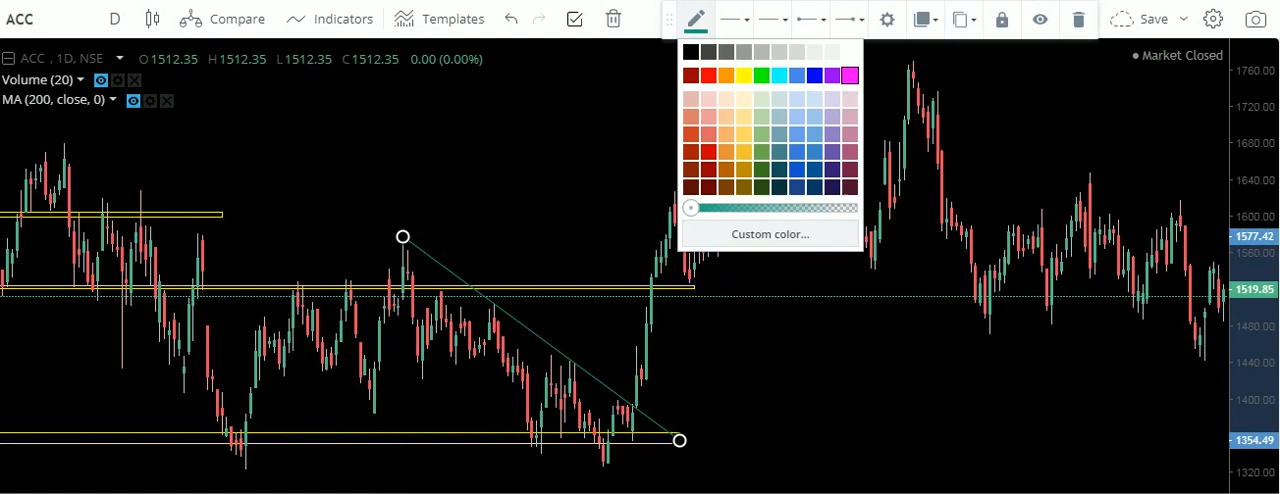 ACC D Compare Indicators Templates Save
ACC , 1D, NSE O1512.35 H1512.35 L1512.35 C1512.35 0.00 (0.00%) Market Closed
Volume (20)
MA (200, close, 0)
Custom color...
1760.00
1720.00
1680.00
1640.00
1600.00
1577.42
1560.00
1519.85
1480.00
1440.00
1400.00
1354.49
1320.00